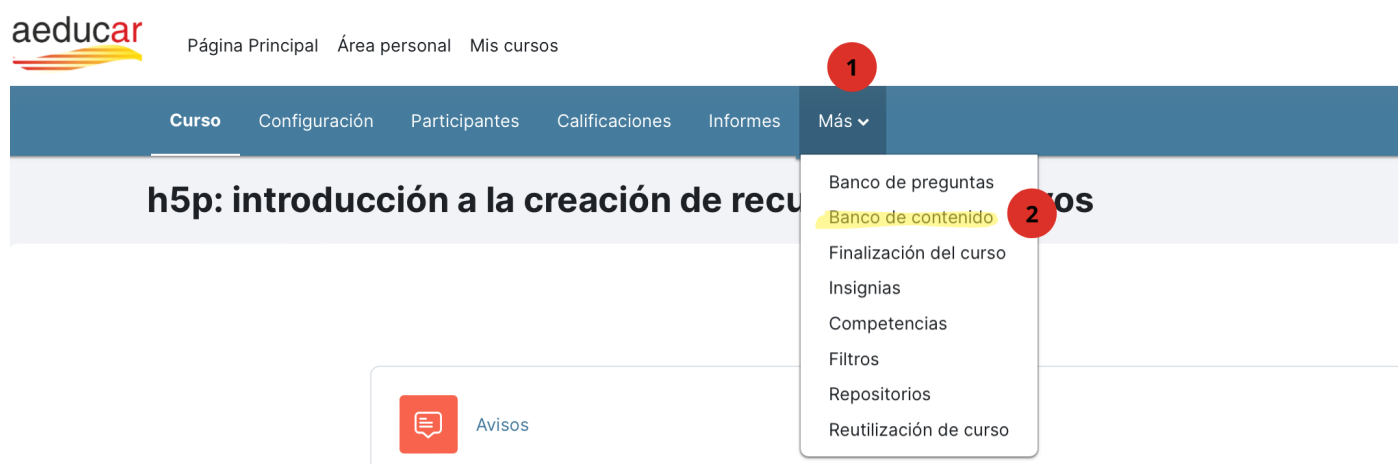 aeducar
Página Principal Área personal Mis cursos
1
Curso Configuración Participantes Calificaciones Informes Más
h5p: introducción a la creación de recu os
Banco de preguntas
Banco de contenido 2
Finalización del curso
Insignias
Competencias
Filtros
Repositorios
Reutilización de curso
Avisos